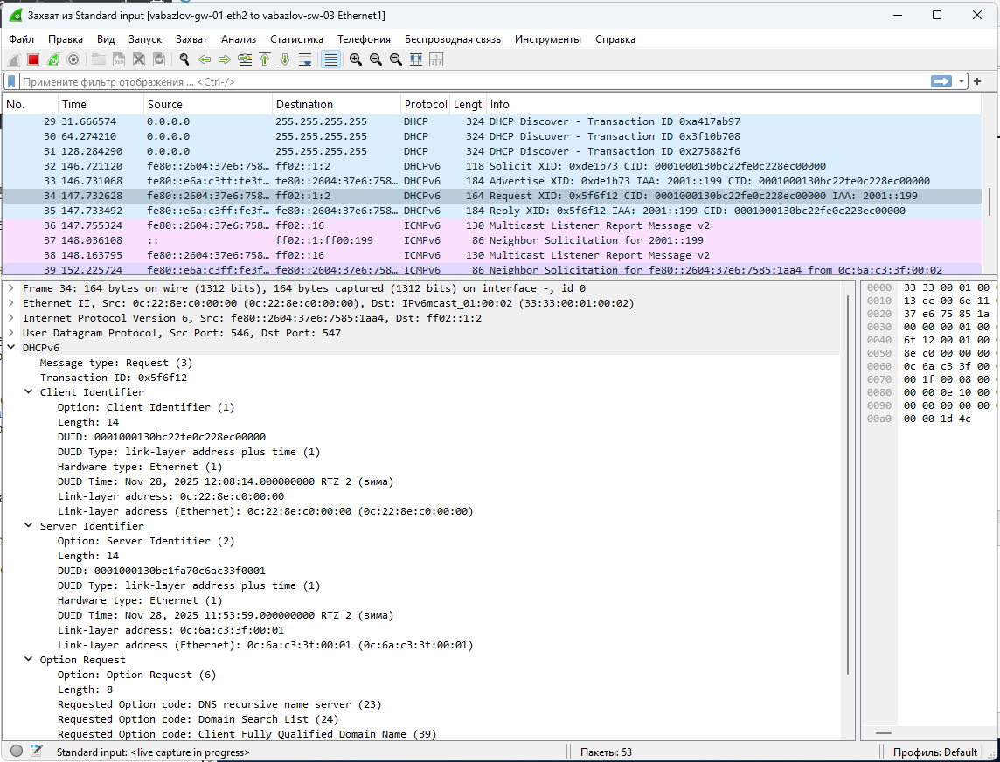 Захват из Standard input [vabazlov-gw-01 eth2 to vabazlov-sw-03 Ethernet1]
Файл Правка Вид Запуск Захват Анализ Статистика Телефония Беспроводная связь Инструменты Справка
Примените фильтр отображения ... <Ctrl-/>
No. Time Source Destination Protocol Lengtl Info
29 31.666574 0.0.0.0 255.255.255.255 DHCP 324 DHCP Discover - Transaction ID 0xa417ab97
30 64.274210 0.0.0.0 255.255.255.255 DHCP 324 DHCP Discover - Transaction ID 0x3f10b708
31 128.284290 0.0.0.0 255.255.255.255 DHCP 324 DHCP Discover - Transaction ID 0x275882f6
32 146.721120 fe80::2604:37e6:758… ff02::1:2 DHCPv6 118 Solicit XID: 0xde1b73 CID: 0001000130bc22fe0c228ec00000
33 146.731068 fe80::e6a:c3ff:fe3f… fe80::2604:37e6:758… DHCPv6 184 Advertise XID: 0xde1b73 IAA: 2001::199 CID: 0001000130bc22fe0c228ec00000
34 147.732628 fe80::2604:37e6:758… ff02::1:2 DHCPv6 164 Request XID: 0x5f6f12 CID: 0001000130bc22fe0c228ec00000 IAA: 2001::199
35 147.733492 fe80::e6a:c3ff:fe3f… fe80::2604:37e6:758… DHCPv6 184 Reply XID: 0x5f6f12 IAA: 2001::199 CID: 0001000130bc22fe0c228ec00000
36 147.755324 fe80::2604:37e6:758… ff02::16 ICMPv6 130 Multicast Listener Report Message v2
37 148.036108 :: ff02::1:ff00:199 ICMPv6 86 Neighbor Solicitation for 2001::199
38 148.163795 fe80::2604:37e6:758… ff02::16 ICMPv6 130 Multicast Listener Report Message v2
39 152.225724 fe80::e6a:c3ff:fe3f… fe80::2604:37e6:758… ICMPv6 86 Neighbor Solicitation for fe80::2604:37e6:7585:1aa4 from 0c:6a:c3:3f:00:02
Frame 34: 164 bytes on wire (1312 bits), 164 bytes captured (1312 bits) on interface -, id 0
Ethernet II, Src: 0c:22:8e:c0:00:00 (0c:22:8e:c0:00:00), Dst: IPv6mcast_01:00:02 (33:33:00:01:00:02)
Internet Protocol Version 6, Src: fe80::2604:37e6:7585:1aa4, Dst: ff02::1:2
User Datagram Protocol, Src Port: 546, Dst Port: 547
DHCPv6
Message type: Request (3)
Transaction ID: 0x5f6f12
Client Identifier
Option: Client Identifier (1)
Length: 14
DUID: 0001000130bc22fe0c228ec00000
DUID Type: link-layer address plus time (1)
Hardware type: Ethernet (1)
DUID Time: Nov 28, 2025 12:08:14.000000000 RTZ 2 (зима)
Link-layer address: 0c:22:8e:c0:00:00
Link-layer address (Ethernet): 0c:22:8e:c0:00:00 (0c:22:8e:c0:00:00)
Server Identifier
Option: Server Identifier (2)
Length: 14
DUID: 0001000130bc1fa70c6ac33f0001
DUID Type: link-layer address plus time (1)
Hardware type: Ethernet (1)
DUID Time: Nov 28, 2025 11:53:59.000000000 RTZ 2 (зима)
Link-layer address: 0c:6a:c3:3f:00:01
Link-layer address (Ethernet): 0c:6a:c3:3f:00:01 (0c:6a:c3:3f:00:01)
Option Request
Option: Option Request (6)
Length: 8
Requested Option code: DNS recursive name server (23)
Requested Option code: Domain Search List (24)
Requested Option code: Client Fully Qualified Domain Name (39)
0000 33 33 00 01 00
0010 13 ec 00 6e 11
0020 37 e6 75 85 1a
0030 00 00 00 01 00
0040 6f 12 00 01 00
0050 8e c0 00 00 00
0060 0c 6a c3 3f 00
0070 00 1f 00 08 00
0080 00 00 0e 10 00
0090 00 00 00 00 00
00a0 00 00 1d 4c
Standard input: <live capture in progress> Пакеты: 53 Профиль: Default